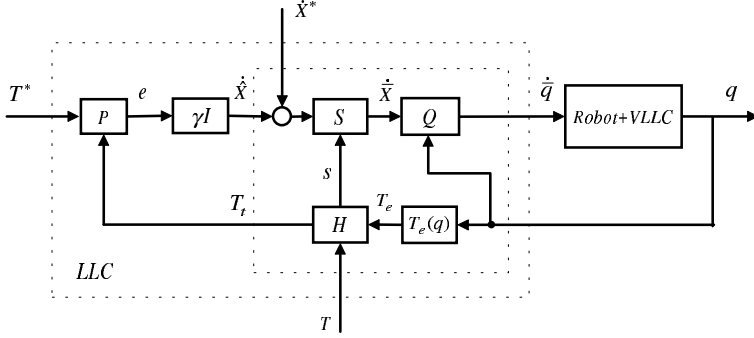 Ẋ*
T* P e γI Ẋ̂ S Ẋ̄ Q q̄̇ Robot+VLLC q
s
T_t H T_e T_e(q)
LLC
T